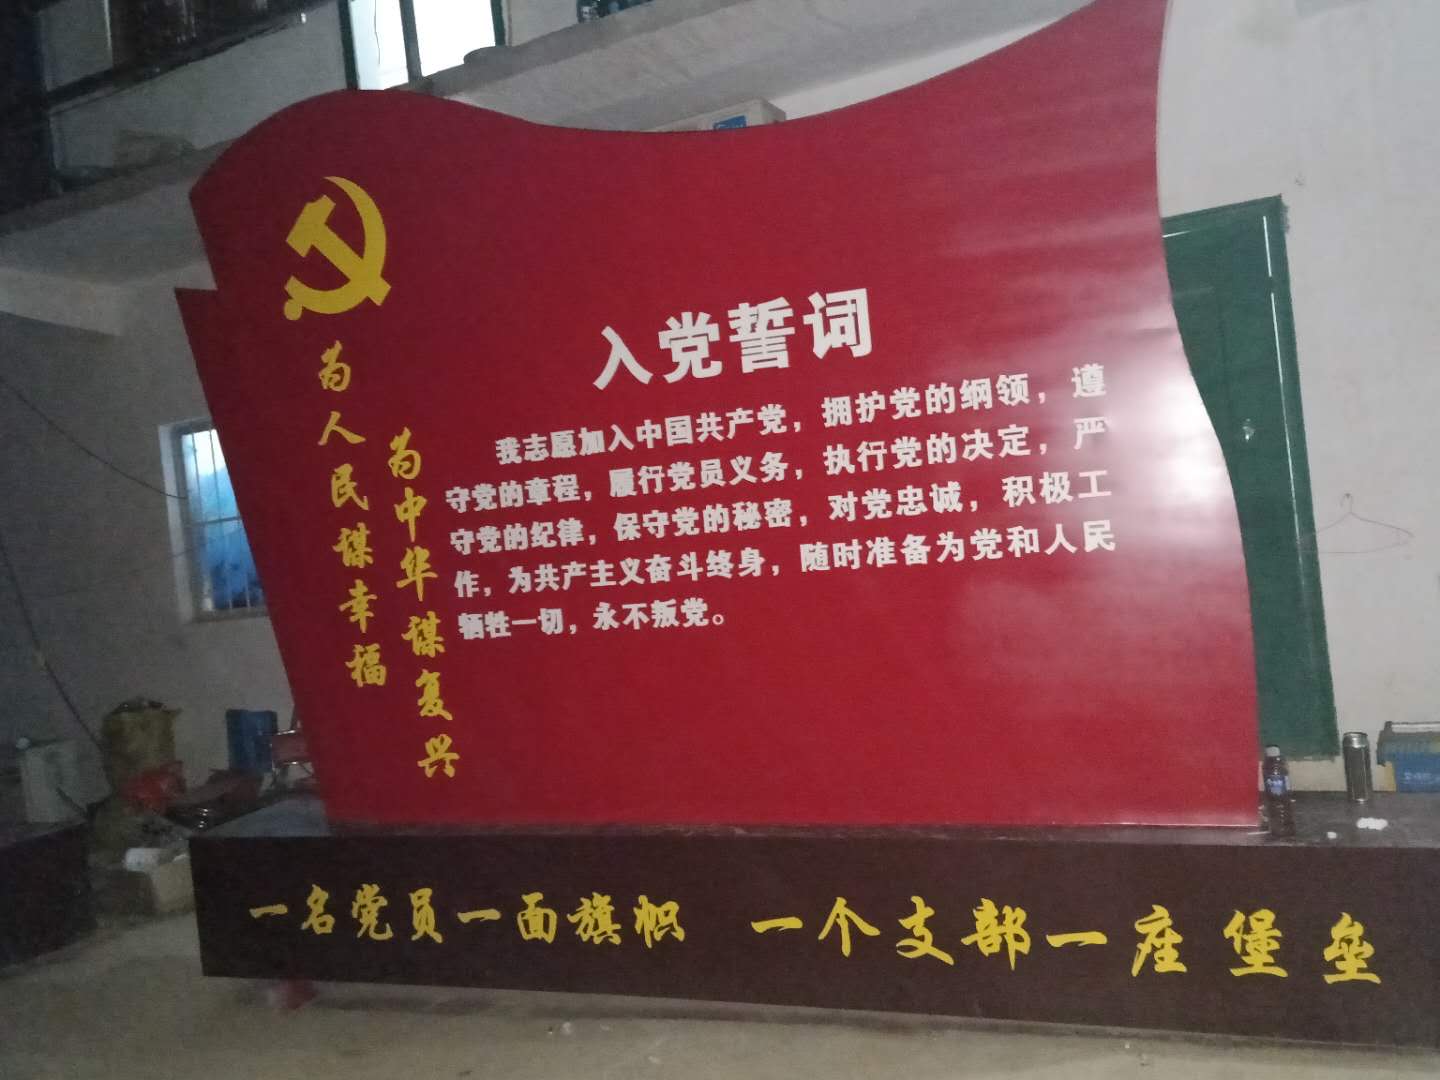 为人民谋幸福
为中华谋复兴
入党誓词
我志愿加入中国共产党，拥护党的纲领，遵
守党的章程，履行党员义务，执行党的决定，严
守党的纪律，保守党的秘密，对党忠诚，积极工
作，为共产主义奋斗终身，随时准备为党和人民
牺牲一切，永不叛党。
一名党员一面旗帜 一个支部一座堡垒